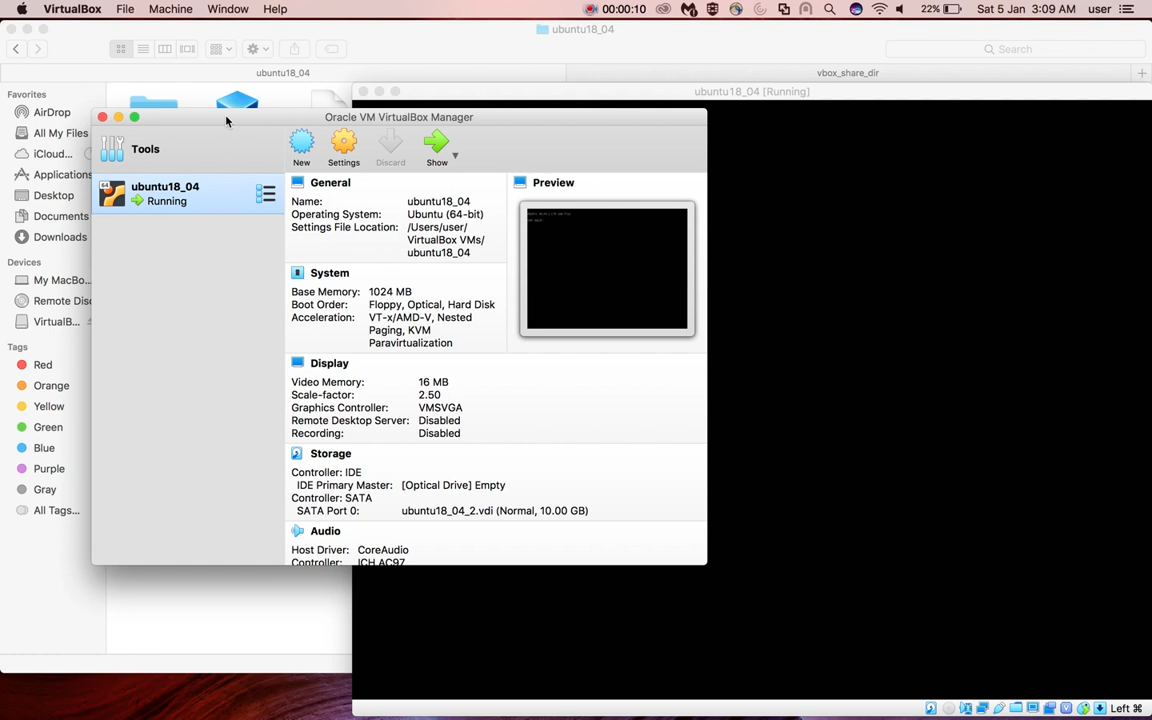 VirtualBox File Machine Window Help 00:00:10 22% Sat 5 Jan 3:09 AM user
ubuntu18_04
Search
ubuntu18_04 vbox_share_dir +
Favorites
AirDrop
All My Files
iCloud...
Applications
Desktop
Documents
Downloads
Devices
My MacBo...
Remote Disc
VirtualB...
Tags
Red
Orange
Yellow
Green
Blue
Purple
Gray
All Tags...
ubuntu18_04 [Running]
Oracle VM VirtualBox Manager
Tools
New Settings Discard Show
64
ubuntu18_04
Running
General
Name: ubuntu18_04
Operating System: Ubuntu (64-bit)
Settings File Location: /Users/user/
VirtualBox VMs/
ubuntu18_04
Preview
System
Base Memory: 1024 MB
Boot Order: Floppy, Optical, Hard Disk
Acceleration: VT-x/AMD-V, Nested
Paging, KVM
Paravirtualization
Display
Video Memory: 16 MB
Scale-factor: 2.50
Graphics Controller: VMSVGA
Remote Desktop Server: Disabled
Recording: Disabled
Storage
Controller: IDE
IDE Primary Master: [Optical Drive] Empty
Controller: SATA
SATA Port 0: ubuntu18_04_2.vdi (Normal, 10.00 GB)
Audio
Host Driver: CoreAudio
Controller: ICH AC97
Left ⌘